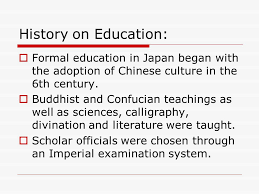 History on Education:
Formal education in Japan began with
the adoption of Chinese culture in the
6th century.
Buddhist and Confucian teachings as
well as sciences, calligraphy,
divination and literature were taught.
Scholar officials were chosen through
an Imperial examination system.